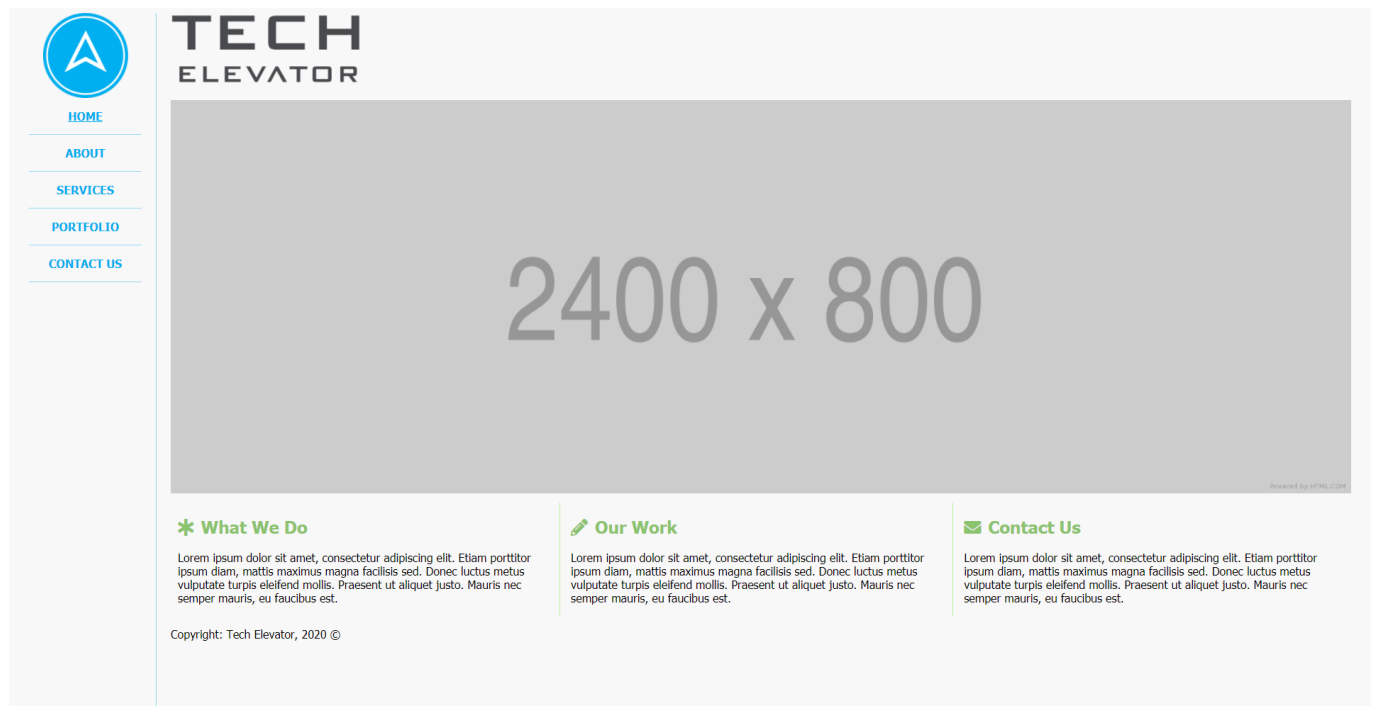 TECH
ELEVATOR
HOME
ABOUT
SERVICES
PORTFOLIO
CONTACT US
2400 x 800
Powered by HTML.COM
What We Do
Lorem ipsum dolor sit amet, consectetur adipiscing elit. Etiam porttitor
ipsum diam, mattis maximus magna facilisis sed. Donec luctus metus
vulputate turpis eleifend mollis. Praesent ut aliquet justo. Mauris nec
semper mauris, eu faucibus est.
Our Work
Lorem ipsum dolor sit amet, consectetur adipiscing elit. Etiam porttitor
ipsum diam, mattis maximus magna facilisis sed. Donec luctus metus
vulputate turpis eleifend mollis. Praesent ut aliquet justo. Mauris nec
semper mauris, eu faucibus est.
Contact Us
Lorem ipsum dolor sit amet, consectetur adipiscing elit. Etiam porttitor
ipsum diam, mattis maximus magna facilisis sed. Donec luctus metus
vulputate turpis eleifend mollis. Praesent ut aliquet justo. Mauris nec
semper mauris, eu faucibus est.
Copyright: Tech Elevator, 2020 ©